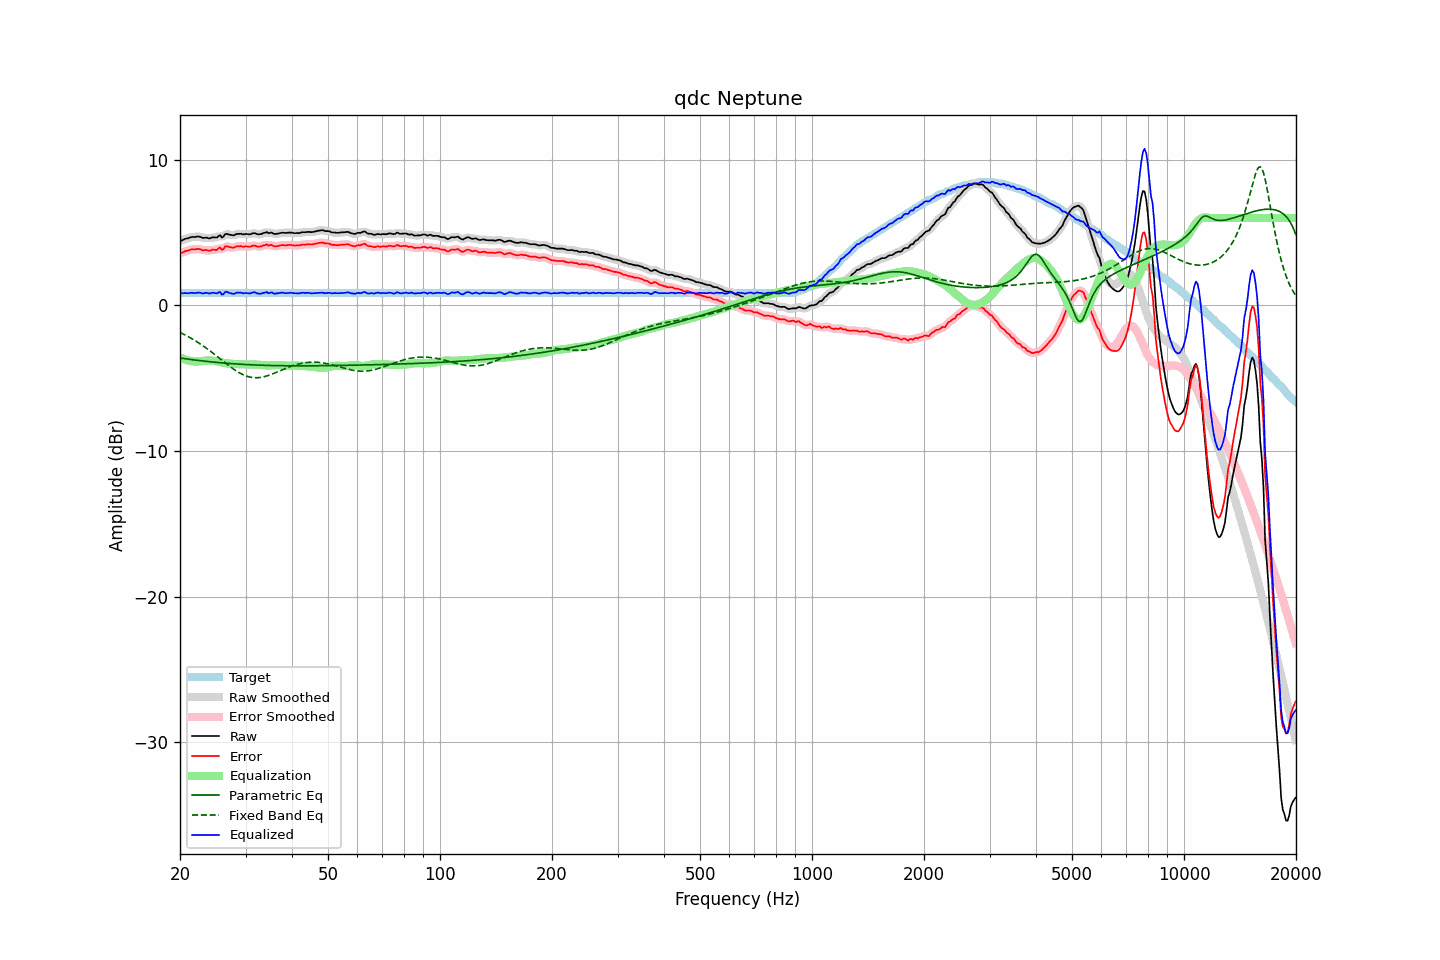 qdc Neptune
Amplitude (dBr)
10
0
−10
−20
−30
Target
Raw Smoothed
Error Smoothed
Raw
Error
Equalization
Parametric Eq
Fixed Band Eq
Equalized
20 50 100 200 500 1000 2000 5000 10000 20000
Frequency (Hz)